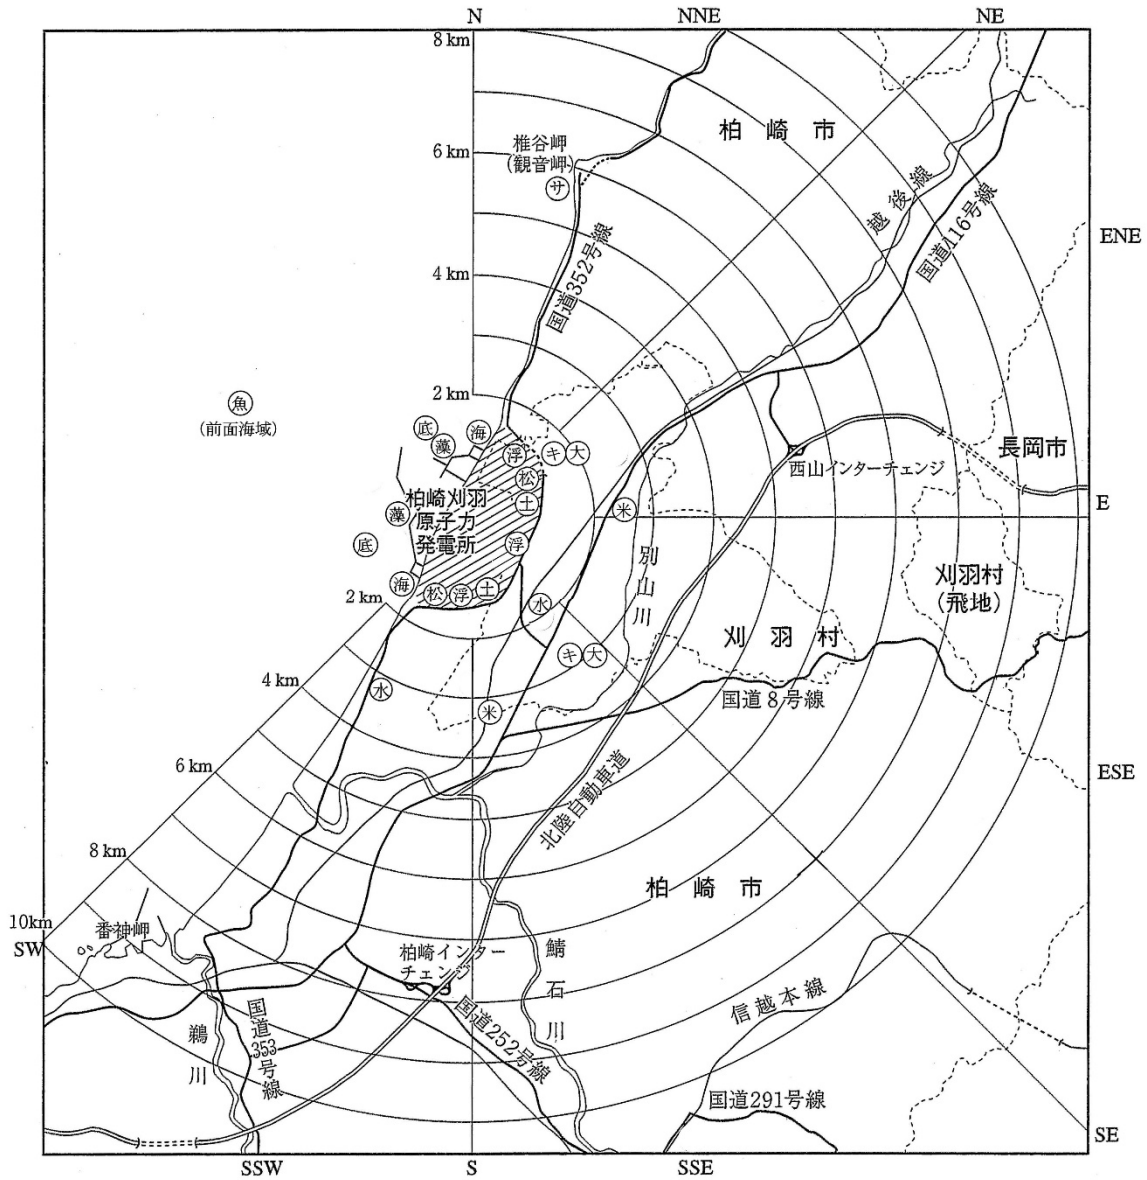 N
NNE
NE
8 km
柏崎市
椎谷岬
(観音岬)
6 km
サ
越後線
国道116号線
ENE
国道352号線
4 km
2 km
魚
(前面海域)
底
藻
海
浮
キ
大
長岡市
西山インターチェンジ
松
柏崎刈羽
原子力
発電所
土
藻
米
E
底
浮
別山川
刈羽村
(飛地)
海
松
浮
土
2 km
水
刈羽村
キ
大
4 km
水
国道8号線
米
6 km
北陸自動車道
ESE
8 km
柏崎市
10km
SW
番神岬
柏崎インター
チェンジ
鯖石川
国道353号線
国道252号線
信越本線
鵜川
国道291号線
SE
SSW
S
SSE